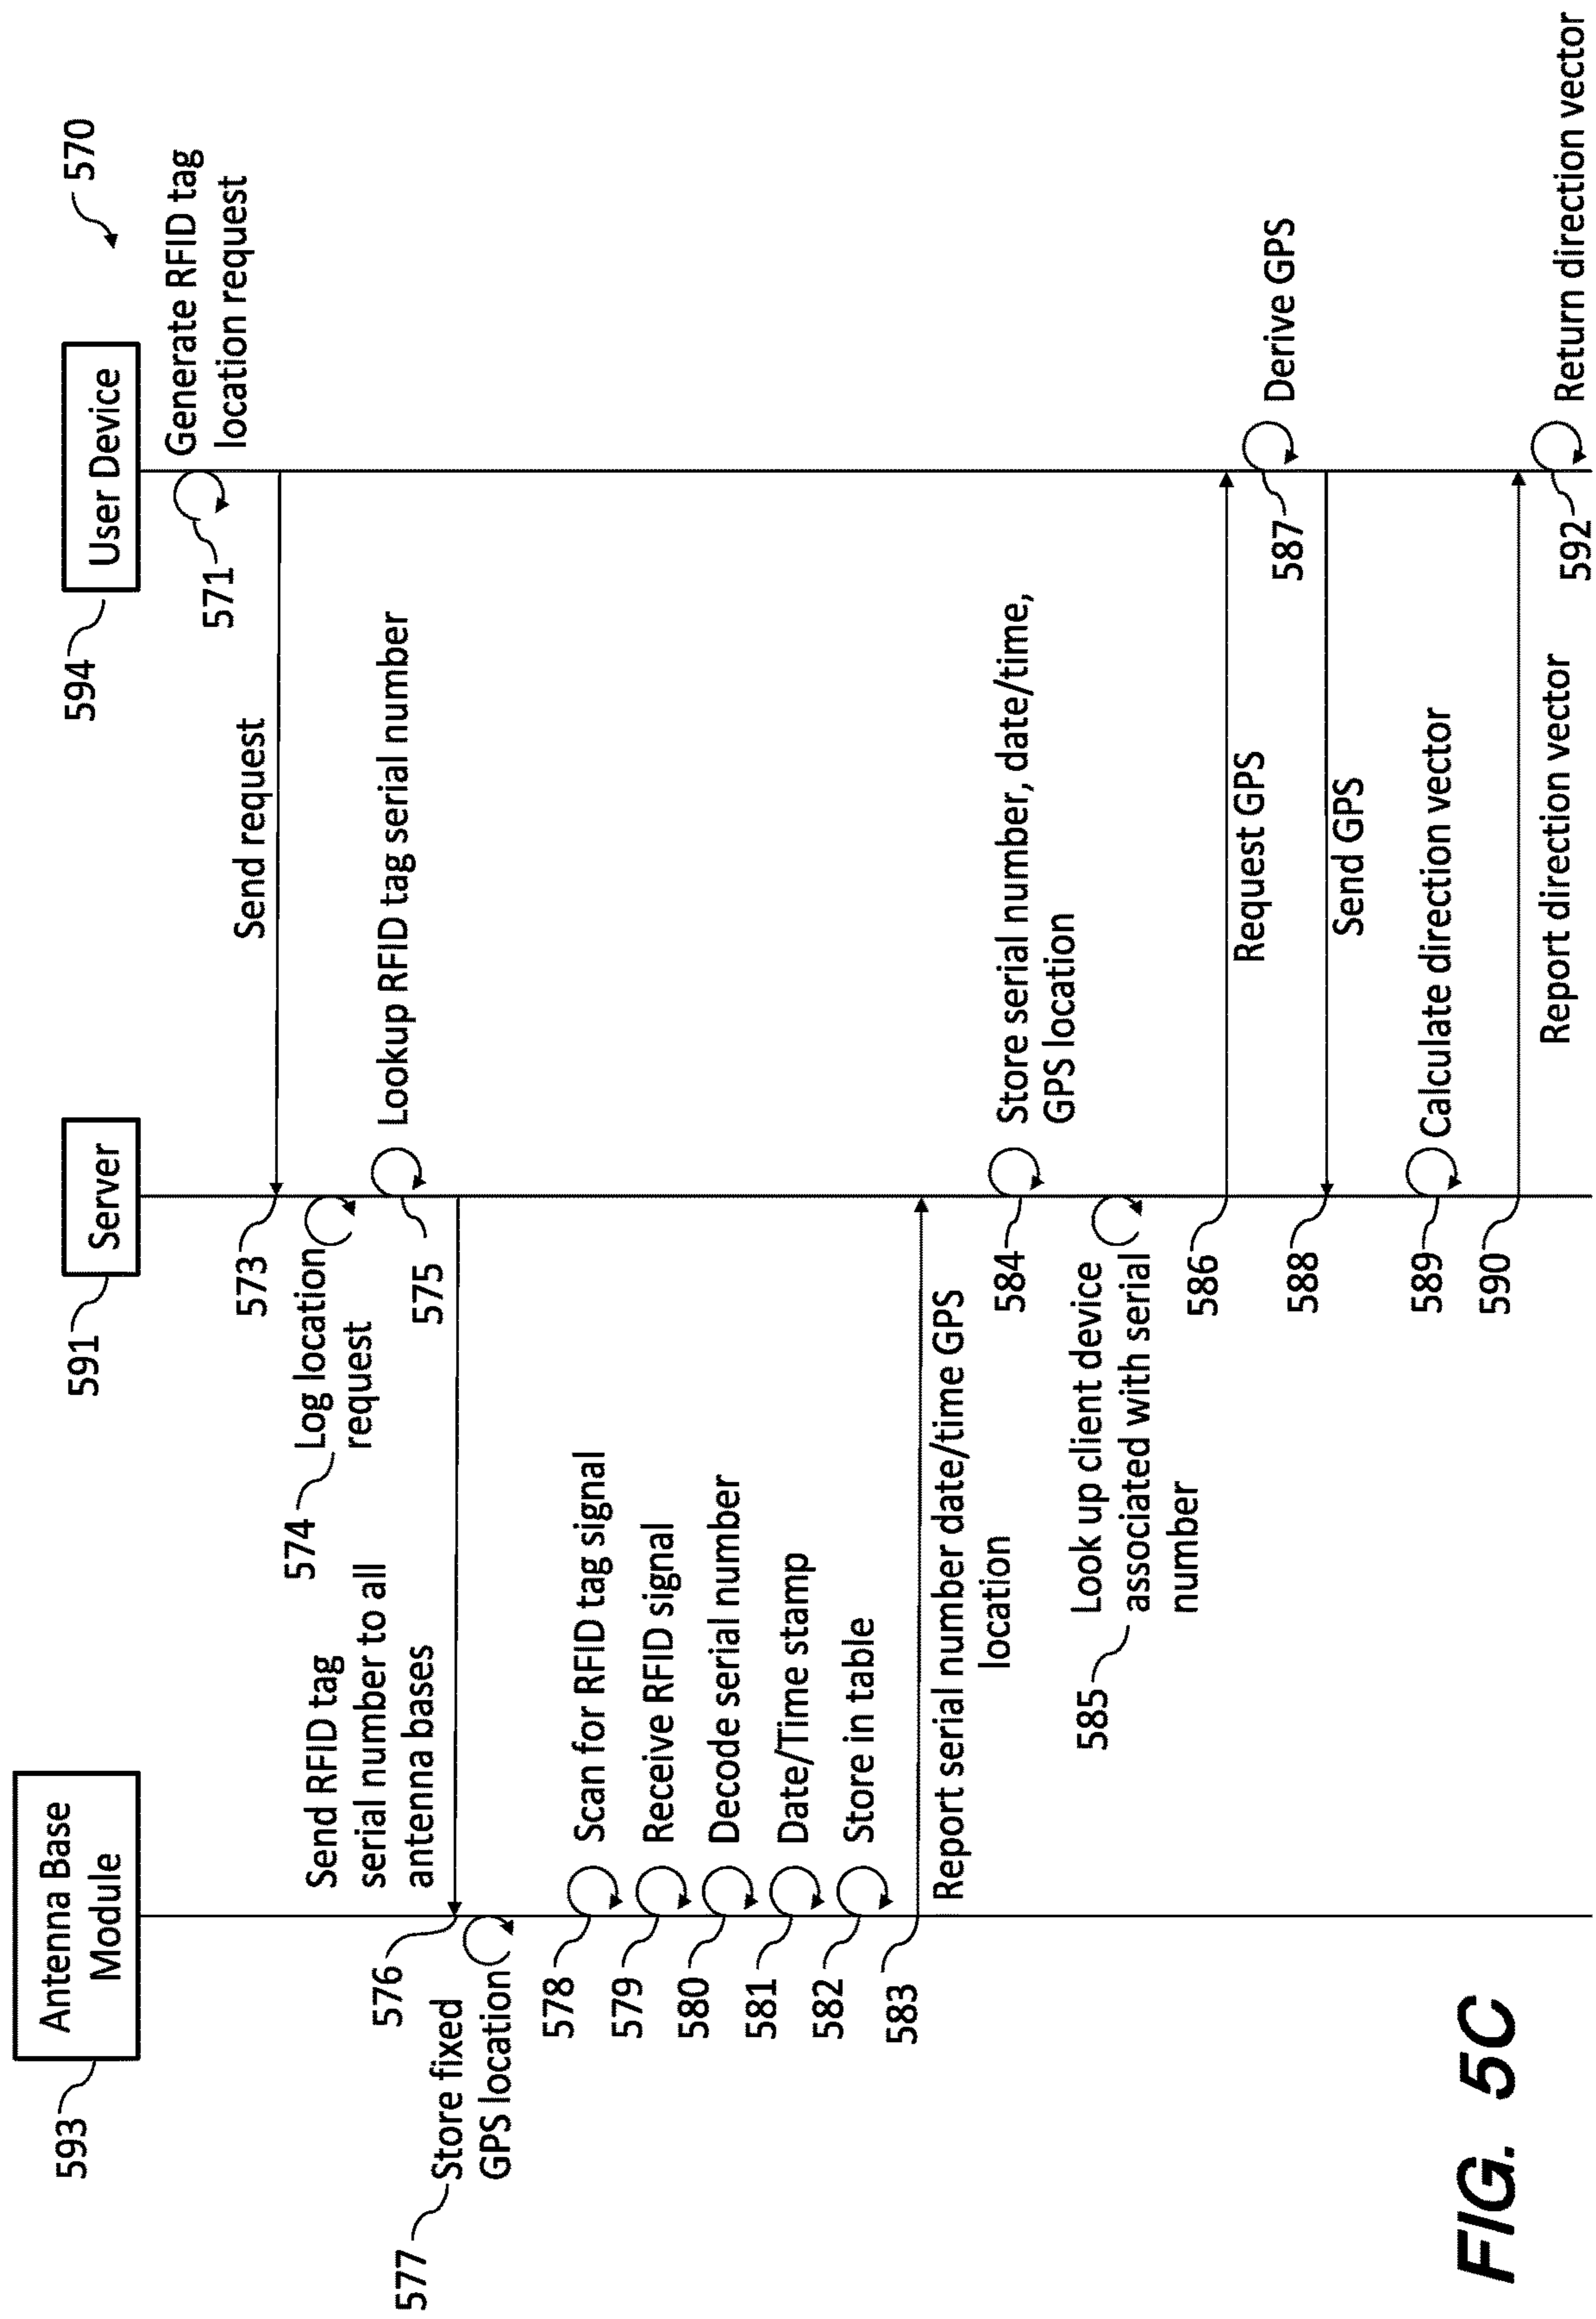 570
Antenna Base
Module
593
Server
591
User Device
594
Generate RFID tag
location request
571
Send request
573
574
Log location
request
Lookup RFID tag serial number
575
Send RFID tag
serial number to all
antenna bases
576
577
Store fixed
GPS location
578
Scan for RFID tag signal
579
Receive RFID signal
580
Decode serial number
581
Date/Time stamp
582
Store in table
583
Report serial number date/time GPS
location
584
Store serial number, date/time,
GPS location
585
Look up client device
associated with serial
number
586
Request GPS
587
Derive GPS
588
Send GPS
589
Calculate direction vector
590
Report direction vector
592
Return direction vector
FIG. 5C